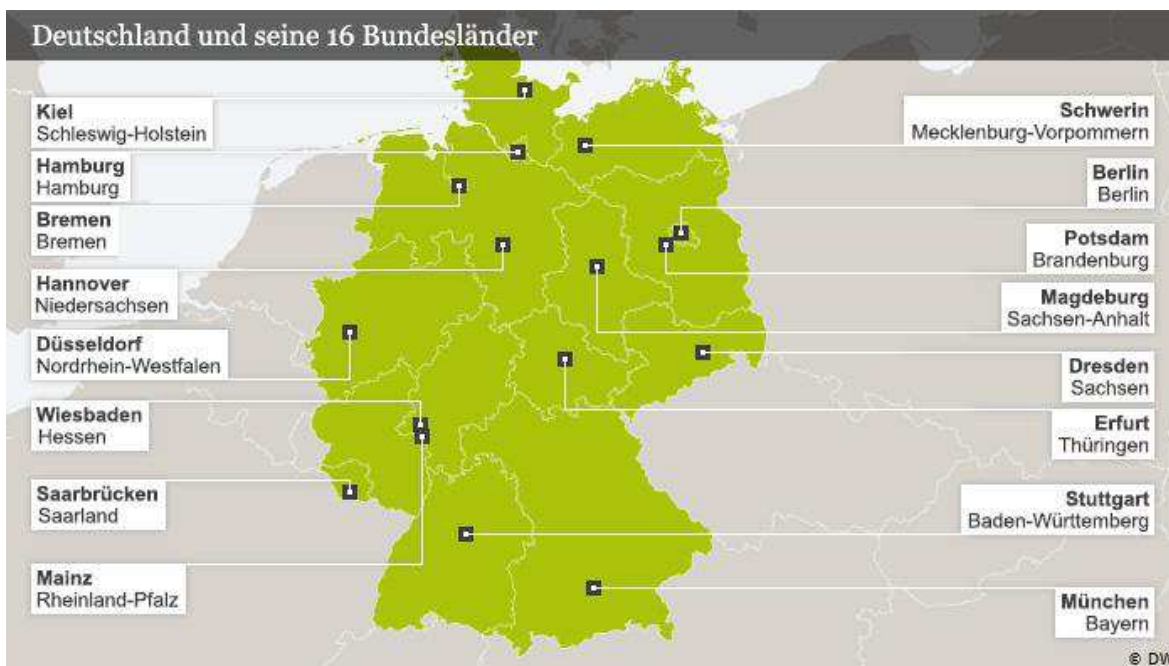 Deutschland und seine 16 Bundesländer
Kiel
Schleswig-Holstein
Hamburg
Hamburg
Bremen
Bremen
Hannover
Niedersachsen
Düsseldorf
Nordrhein-Westfalen
Wiesbaden
Hessen
Saarbrücken
Saarland
Mainz
Rheinland-Pfalz
Schwerin
Mecklenburg-Vorpommern
Berlin
Berlin
Potsdam
Brandenburg
Magdeburg
Sachsen-Anhalt
Dresden
Sachsen
Erfurt
Thüringen
Stuttgart
Baden-Württemberg
München
Bayern
© DW